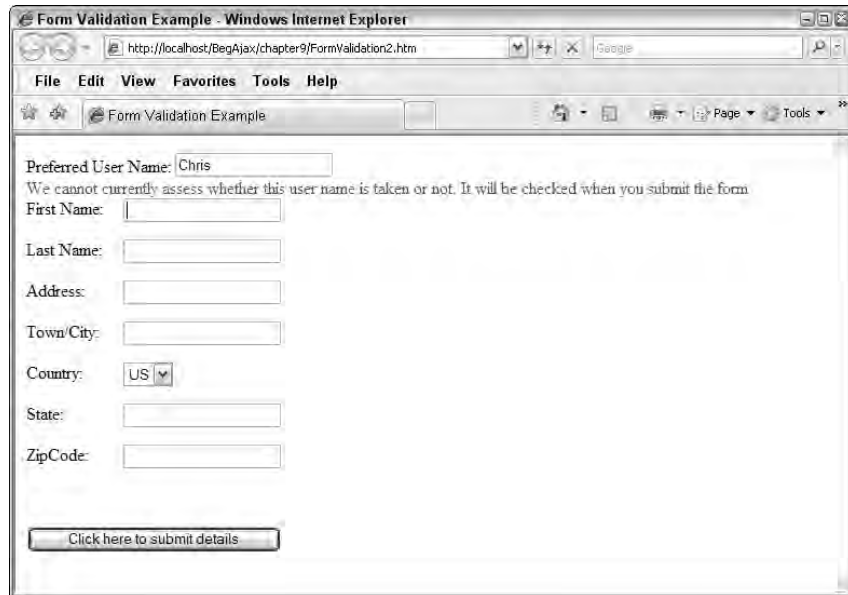 Form Validation Example - Windows Internet Explorer
http://localhost/BegAjax/chapter9/FormValidation2.htm
Google
File Edit View Favorites Tools Help
Form Validation Example
Page Tools »
Preferred User Name: Chris
We cannot currently assess whether this user name is taken or not. It will be checked when you submit the form
First Name:
Last Name:
Address:
Town/City:
Country: US
State:
ZipCode:
Click here to submit details